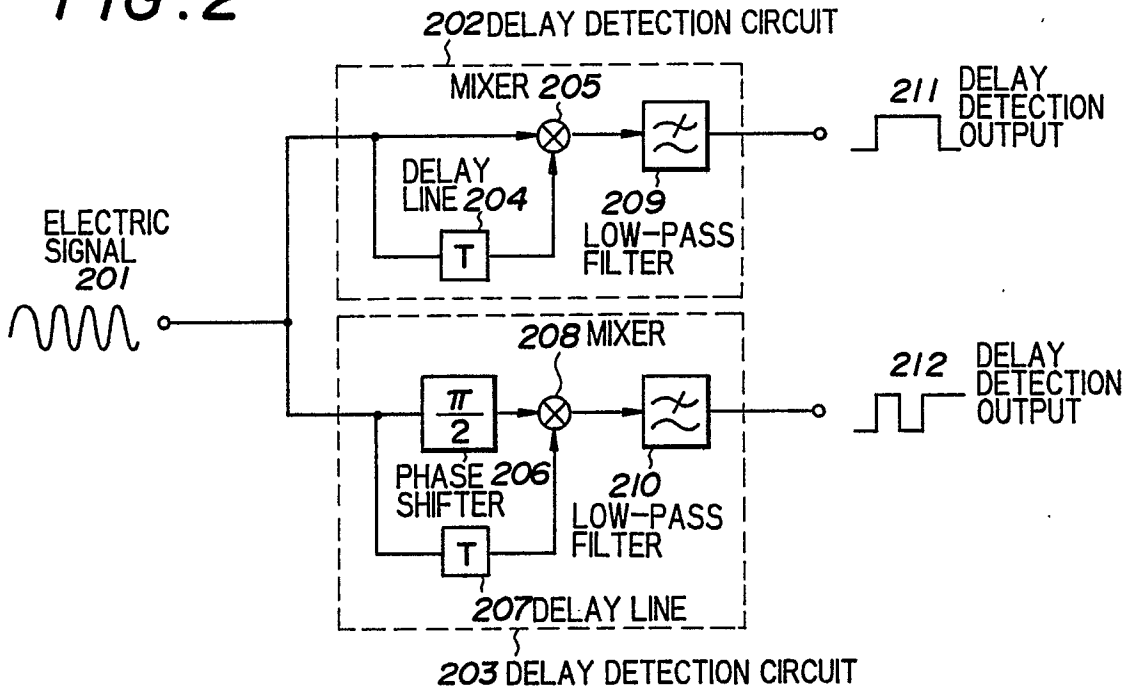 FIG.2
202 DELAY DETECTION CIRCUIT
MIXER 205
DELAY
LINE 204
T
209
LOW-PASS
FILTER
211
DELAY
DETECTION
OUTPUT
ELECTRIC
SIGNAL
201
208 MIXER
π
2
PHASE 206
SHIFTER
T
207 DELAY LINE
210
LOW-PASS
FILTER
212
DELAY
DETECTION
OUTPUT
203 DELAY DETECTION CIRCUIT